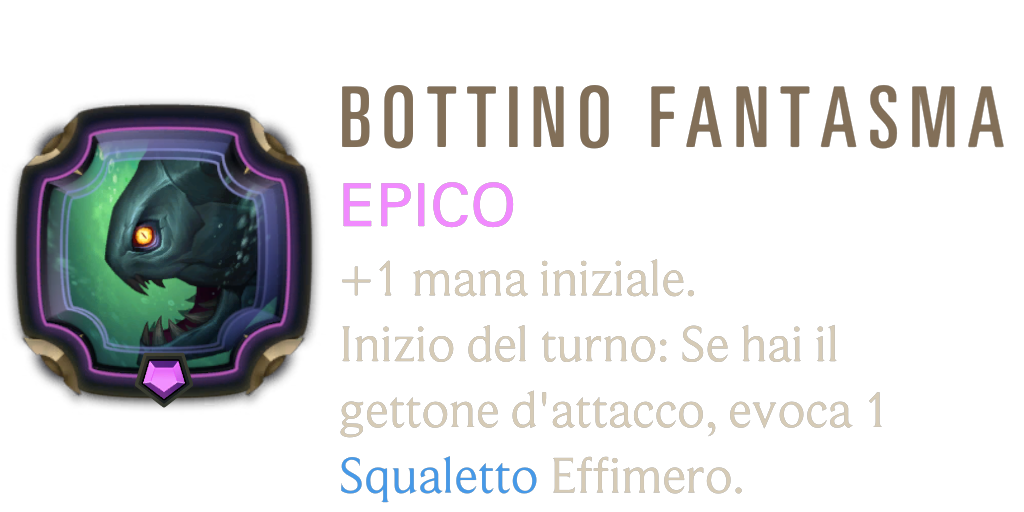 BOTTINO FANTASMA
EPICO
+1 mana iniziale.
Inizio del turno: Se hai il
gettone d'attacco, evoca 1
Squaletto Effimero.